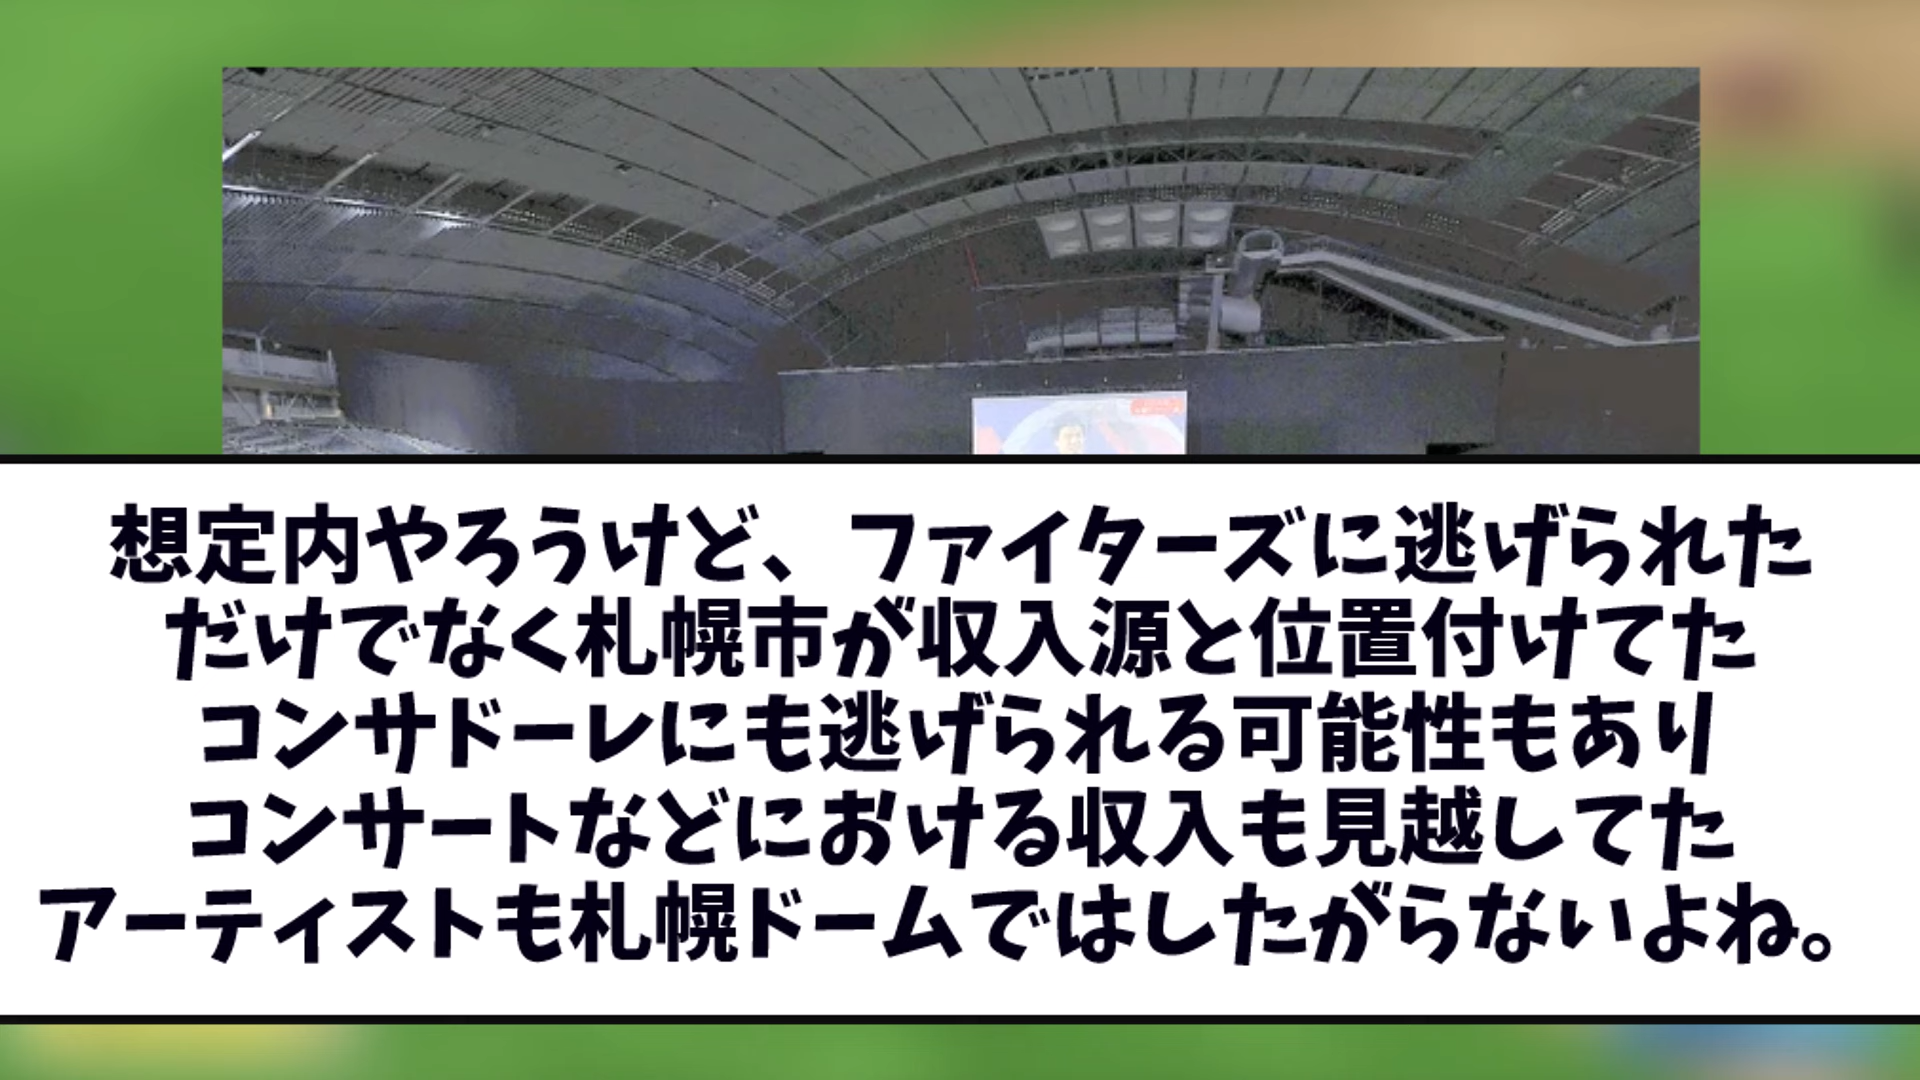 想定内やろうけど、ファイターズに逃げられた
だけでなく札幌市が収入源と位置付けてた
コンサドーレにも逃げられる可能性もあり
コンサートなどにおける収入も見越してた
アーティストも札幌ドームではしたがらないよね。